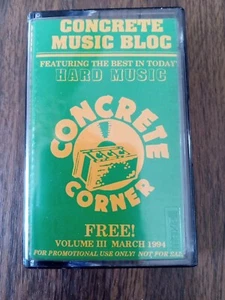 CONCRETE
MUSIC BLOC
FEATURING THE BEST IN TODAY'
HARD MUSIC
CONCRETE
CORNER
FREE!
VOLUME III MARCH 1994
FOR PROMOTIONAL USE ONLY! NOT FOR SAL